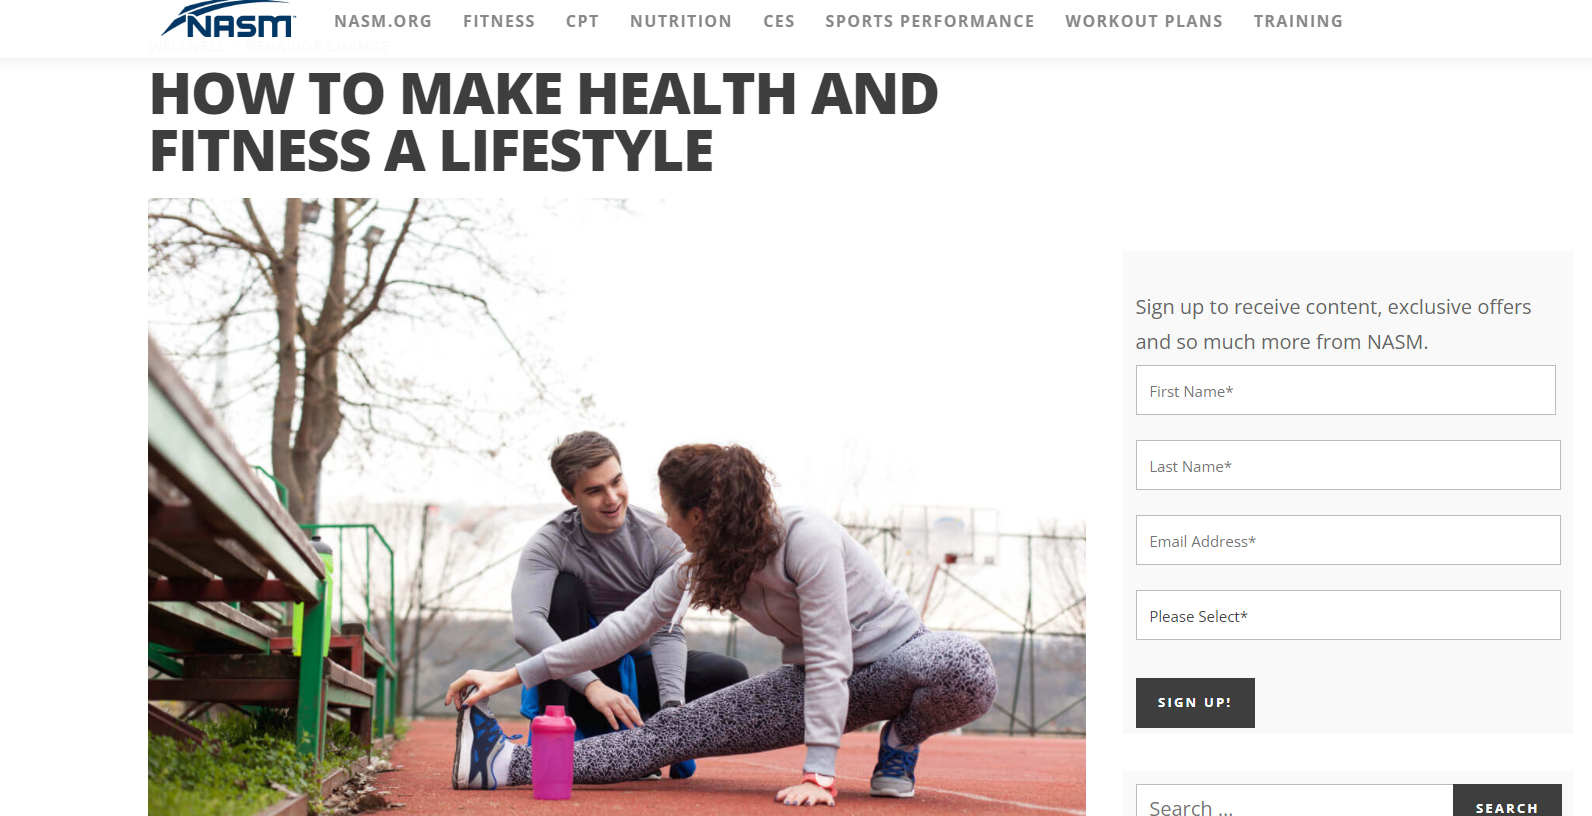 NASM
NASM.ORG
FITNESS
CPT
NUTRITION
CES
SPORTS PERFORMANCE
WORKOUT PLANS
TRAINING
WELLNESS BEHAVIOR CHANGE
HOW TO MAKE HEALTH AND
FITNESS A LIFESTYLE
Sign up to receive content, exclusive offers
and so much more from NASM.
First Name*
Last Name*
Email Address*
Please Select*
SIGN UP!
Search ...
SEARCH